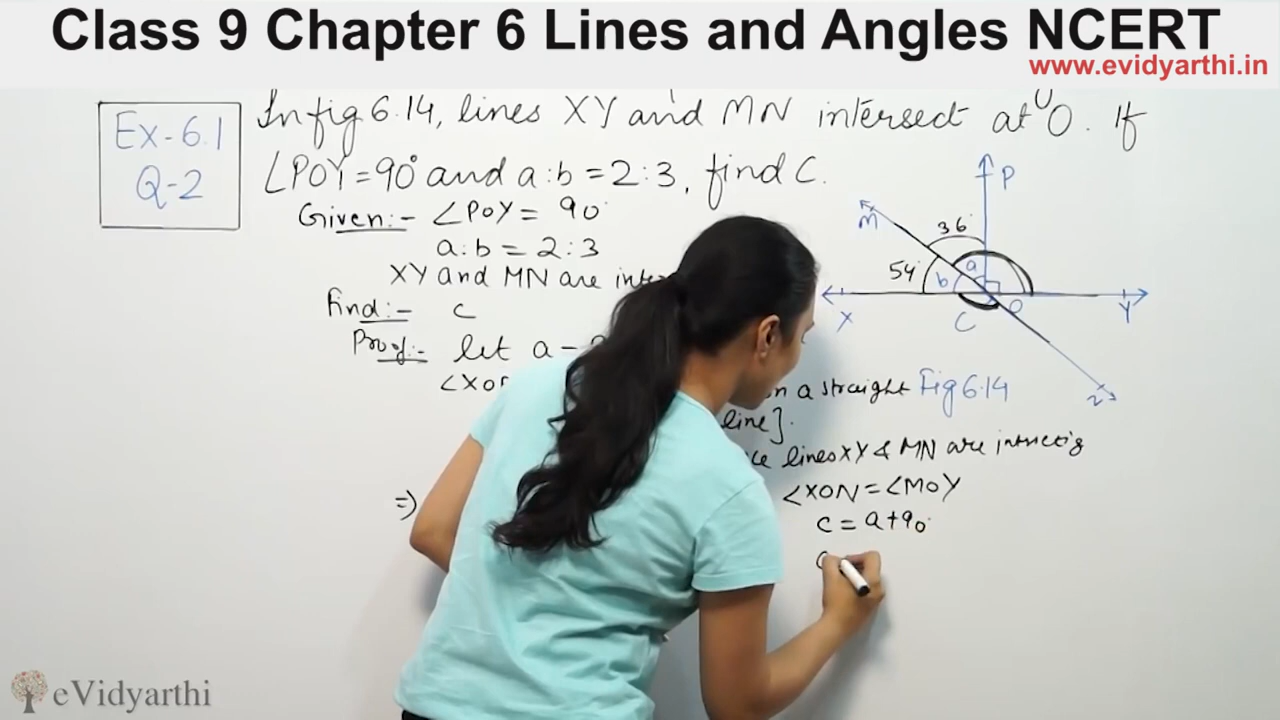 Class 9 Chapter 6 Lines and Angles NCERT
www.evidyarthi.in
Ex-6.1
Q-2
In fig 6.14, lines XY and MN intersect at O. If
∠POY=90° and a:b=2:3, find C.
Given:- ∠POY= 90°
a:b=2:3
XY and MN are inte
Find:- c
Proof:- let a=
∠XON
on a straight
line].
lines XY & MN are intrsctig
∠XON=∠MOY
c=a+90°
=>)
P
M
36°
54°
a
b
X
C
O
Y
Fig 6.14
eVidyarthi